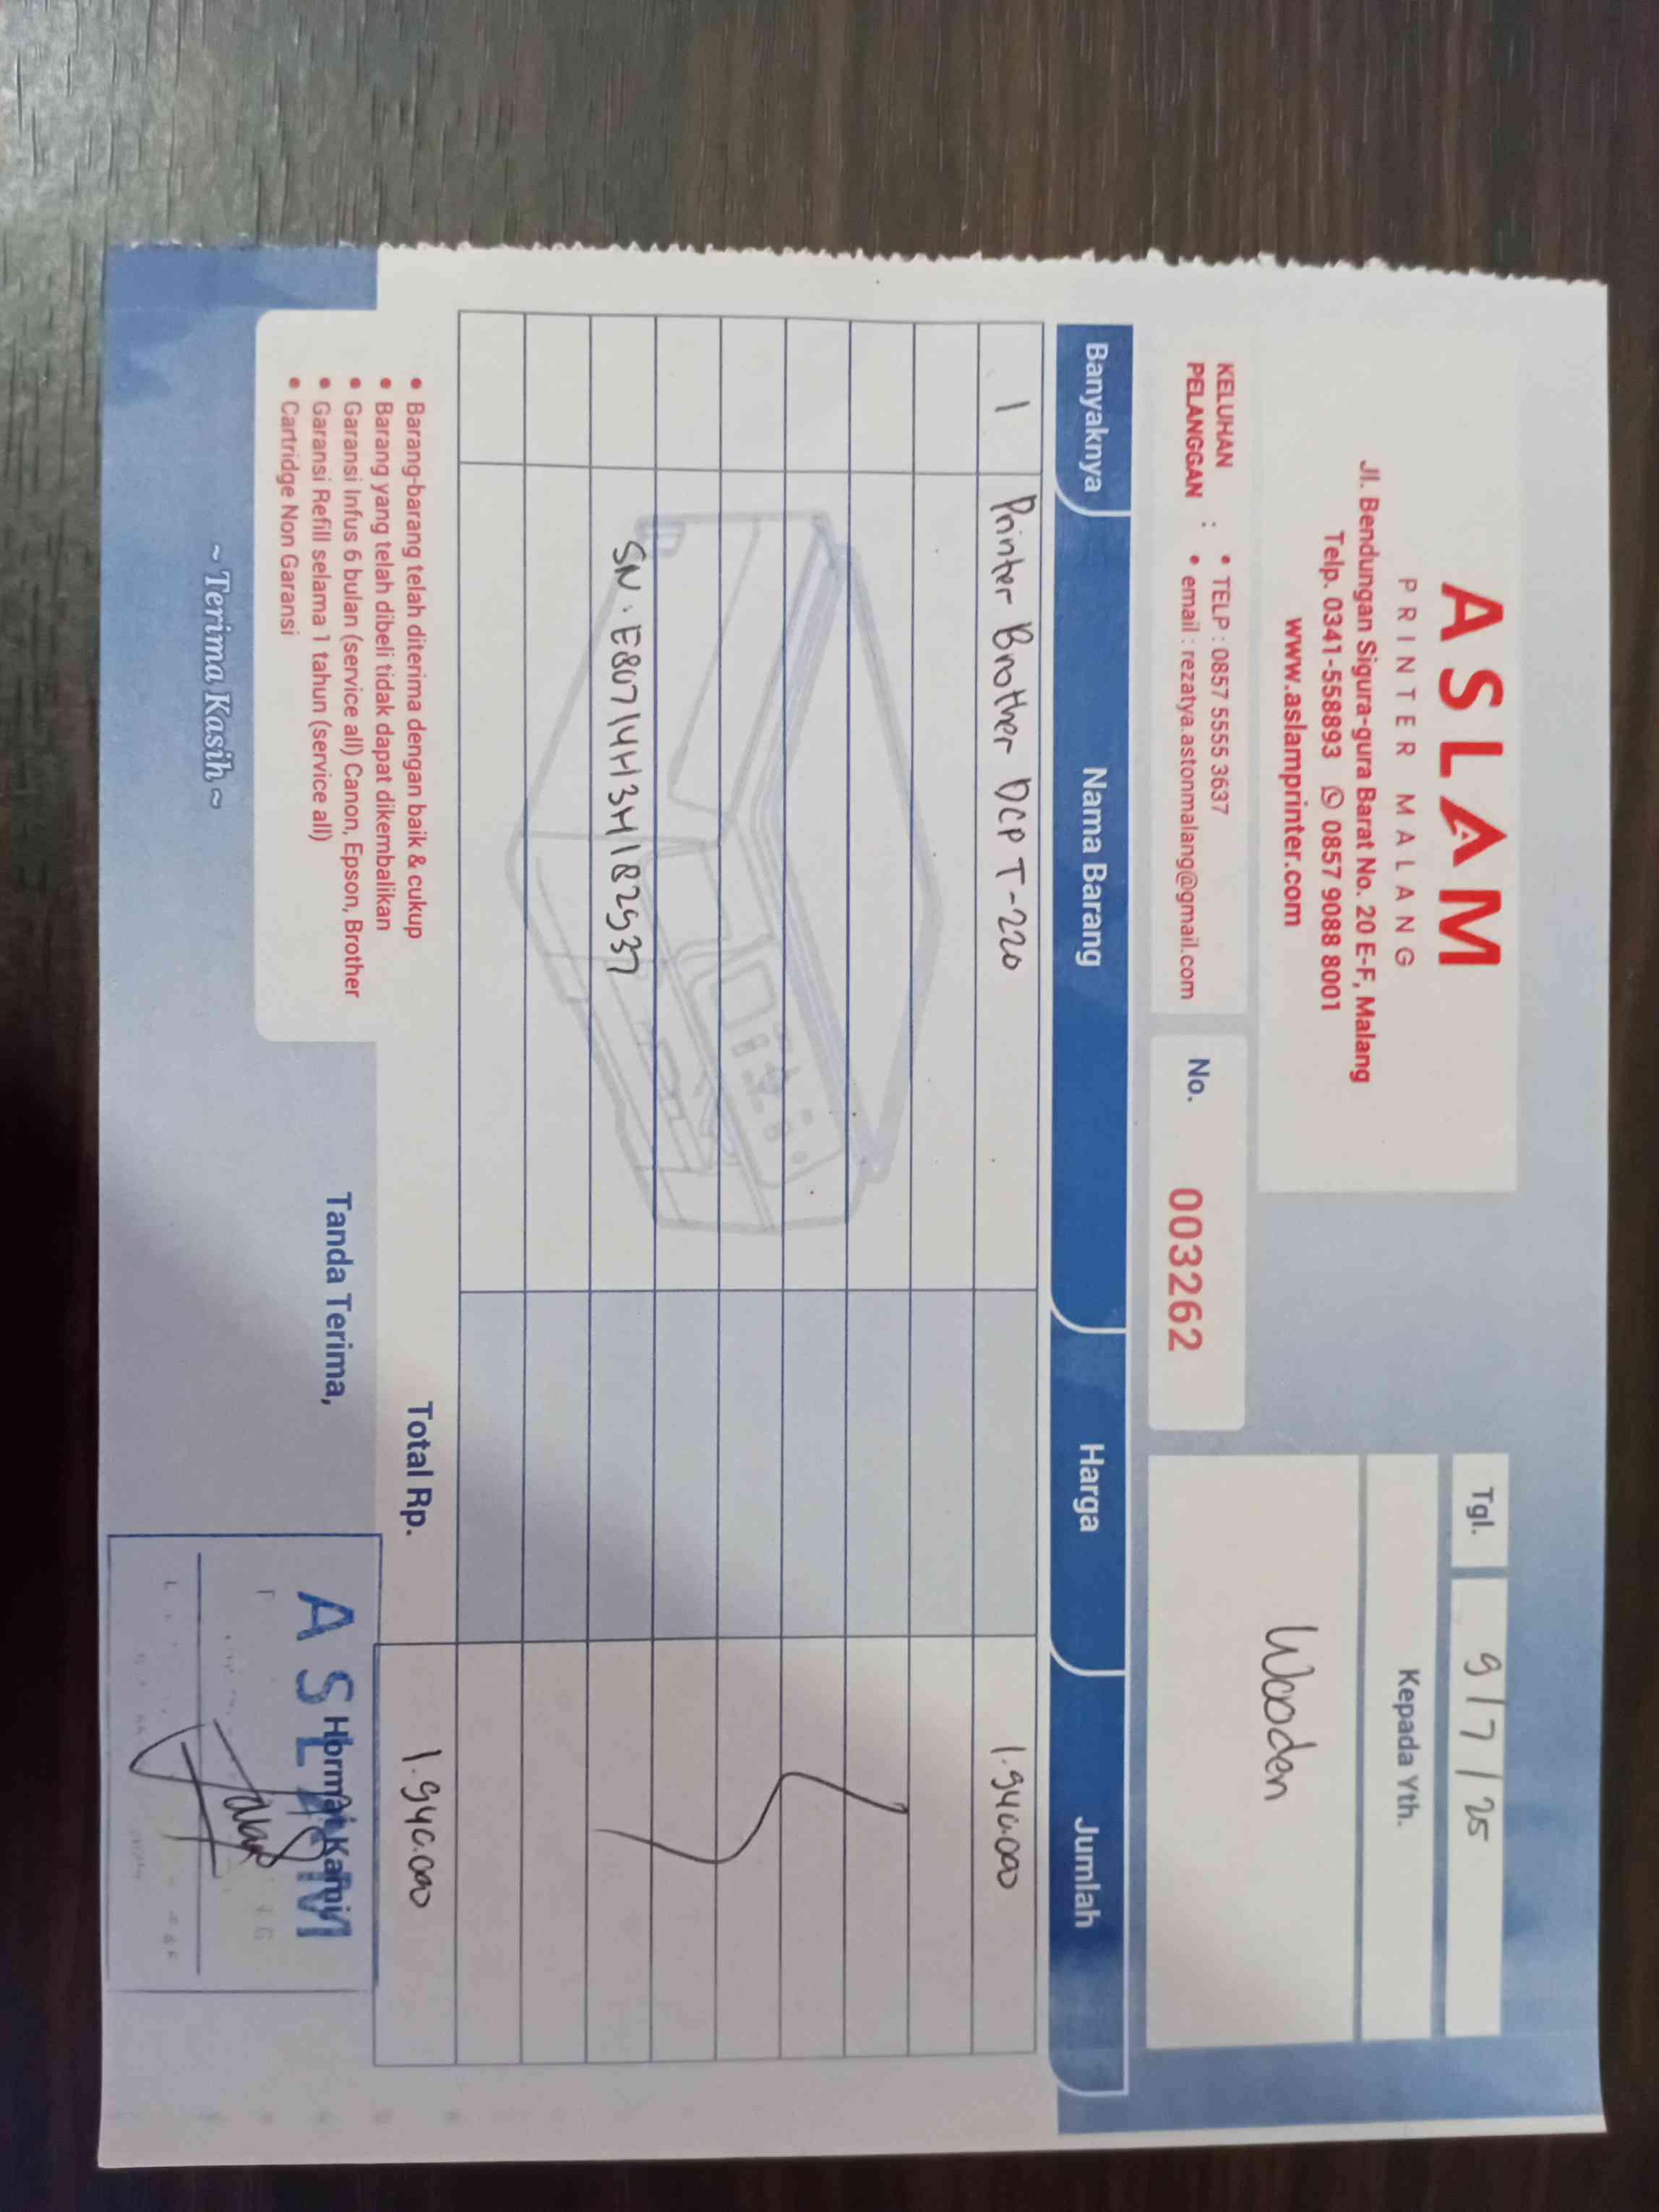 ASLAM
PRINTER MALANG
Jl. Bendungan Sigura-gura Barat No. 20 E-F, Malang
Telp. 0341-558893 0857 9088 8001
www.aslamprinter.com
Tgl. 9/7/25
Kepada Yth.
Wooden
KELUHAN PELANGGAN :
• TELP : 0857 5555 3637
• email : rezatya.astonmalang@gmail.com
No. 003262
Banyaknya Nama Barang Harga Jumlah
1 Printer Brother DCP T-220 1.940.000
SN : E80714H3H182937
Total Rp. 1.940.000
• Barang-barang telah diterima dengan baik & cukup
• Barang yang telah dibeli tidak dapat dikembalikan
• Garansi Infus 6 bulan (service all) Canon, Epson, Brother
• Garansi Refill selama 1 tahun (service all)
• Cartridge Non Garansi
~ Terima Kasih ~
Tanda Terima,
Hormat Kami,
ASLAM